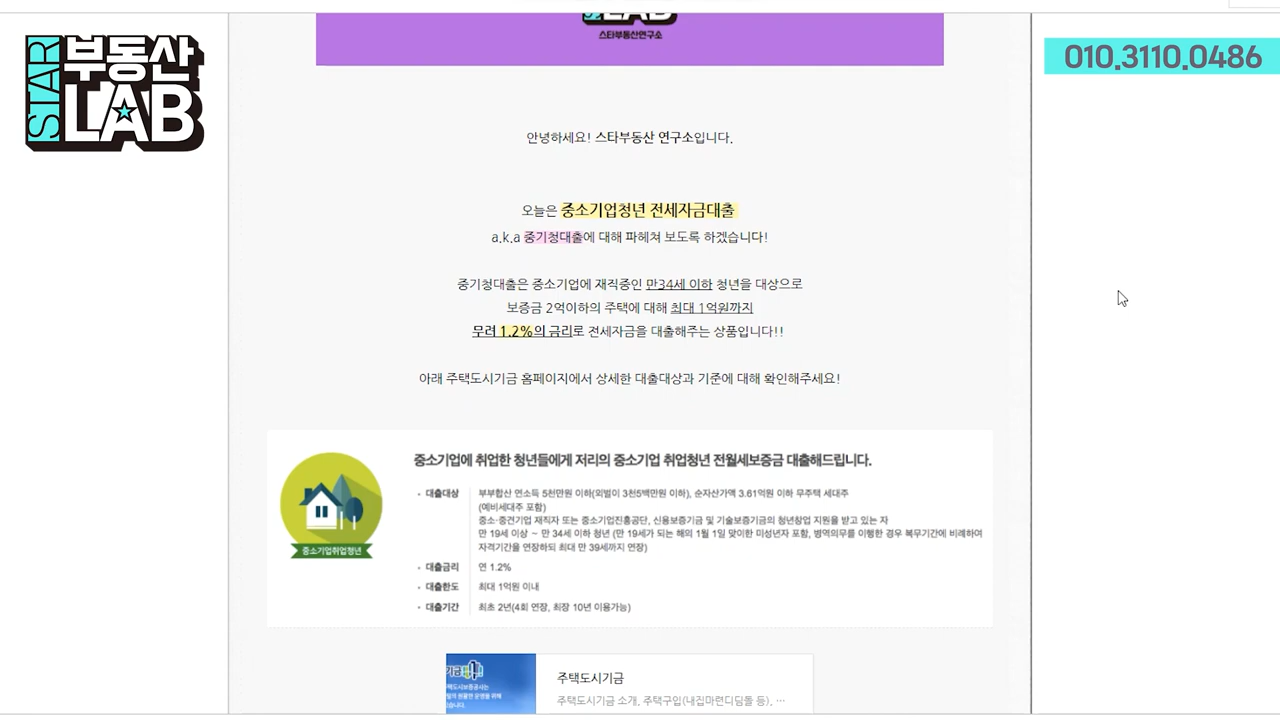 STAR
부동산
LAB
010.3110.0486
LAB
스타부동산연구소
안녕하세요! 스타부동산 연구소입니다.
오늘은 중소기업청년 전세자금대출
a.k.a 중기청대출에 대해 파헤쳐 보도록 하겠습니다!
중기청대출은 중소기업에 재직중인 만34세 이하 청년을 대상으로
보증금 2억이하의 주택에 대해 최대 1억원까지
무려 1.2%의 금리로 전세자금을 대출해주는 상품입니다!!
아래 주택도시기금 홈페이지에서 상세한 대출대상과 기준에 대해 확인해주세요!
중소기업에 취업한 청년들에게 저리의 중소기업 취업청년 전월세보증금 대출해드립니다.
대출대상 부부합산 연소득 5천만원 이하(외벌이 3천5백만원 이하), 순자산가액 3.61억원 이하 무주택 세대주
(예비세대주 포함)
중소·중견기업 재직자 또는 중소기업진흥공단, 신용보증기금 및 기술보증기금의 청년창업 지원을 받고 있는 자
만 19세 이상 ~ 만 34세 이하 청년 (만 19세가 되는 해의 1월 1일 맞이한 미성년자 포함, 병역의무를 이행한 경우 복무기간에 비례하여
자격기간을 연장하되 최대 만 39세까지 연장)
중소기업취업청년
대출금리 연 1.2%
대출한도 최대 1억원 이내
대출기간 최초 2년(4회 연장, 최장 10년 이용가능)
주택도시기금
주택도시기금 소개, 주택구입(내집마련디딤돌 등), ···